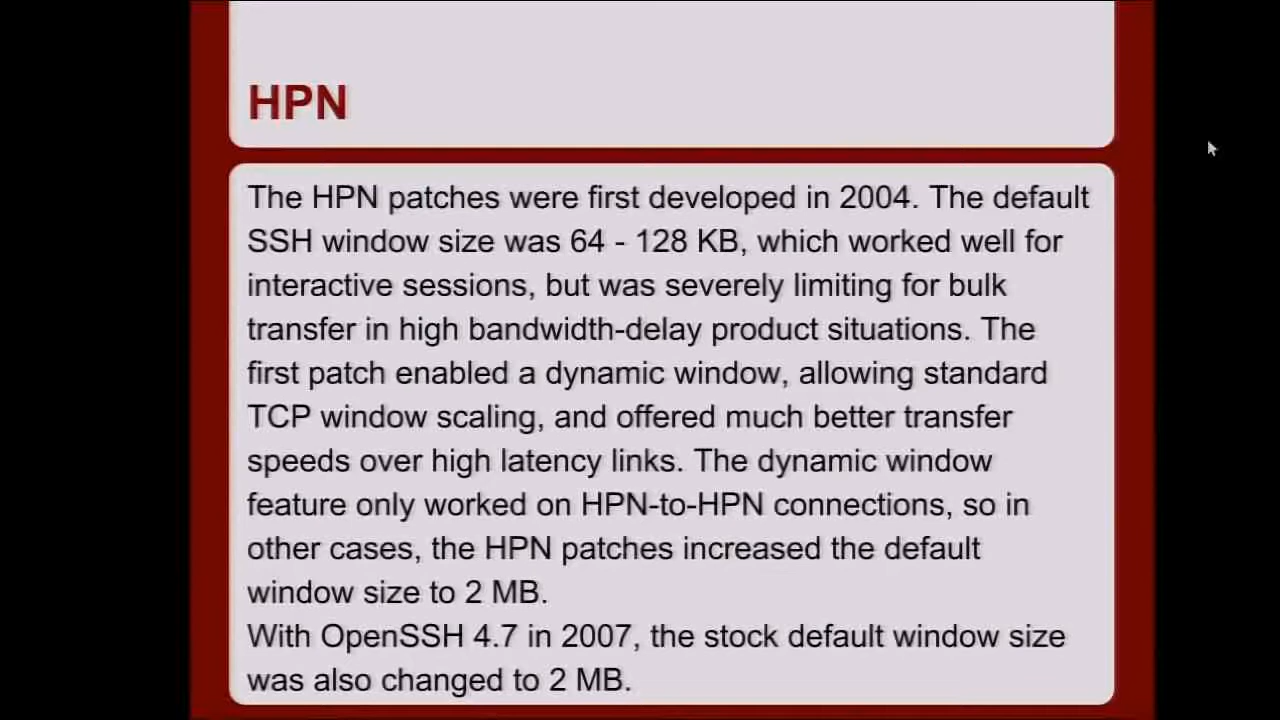 HPN
The HPN patches were first developed in 2004. The default
SSH window size was 64 - 128 KB, which worked well for
interactive sessions, but was severely limiting for bulk
transfer in high bandwidth-delay product situations. The
first patch enabled a dynamic window, allowing standard
TCP window scaling, and offered much better transfer
speeds over high latency links. The dynamic window
feature only worked on HPN-to-HPN connections, so in
other cases, the HPN patches increased the default
window size to 2 MB.
With OpenSSH 4.7 in 2007, the stock default window size
was also changed to 2 MB.